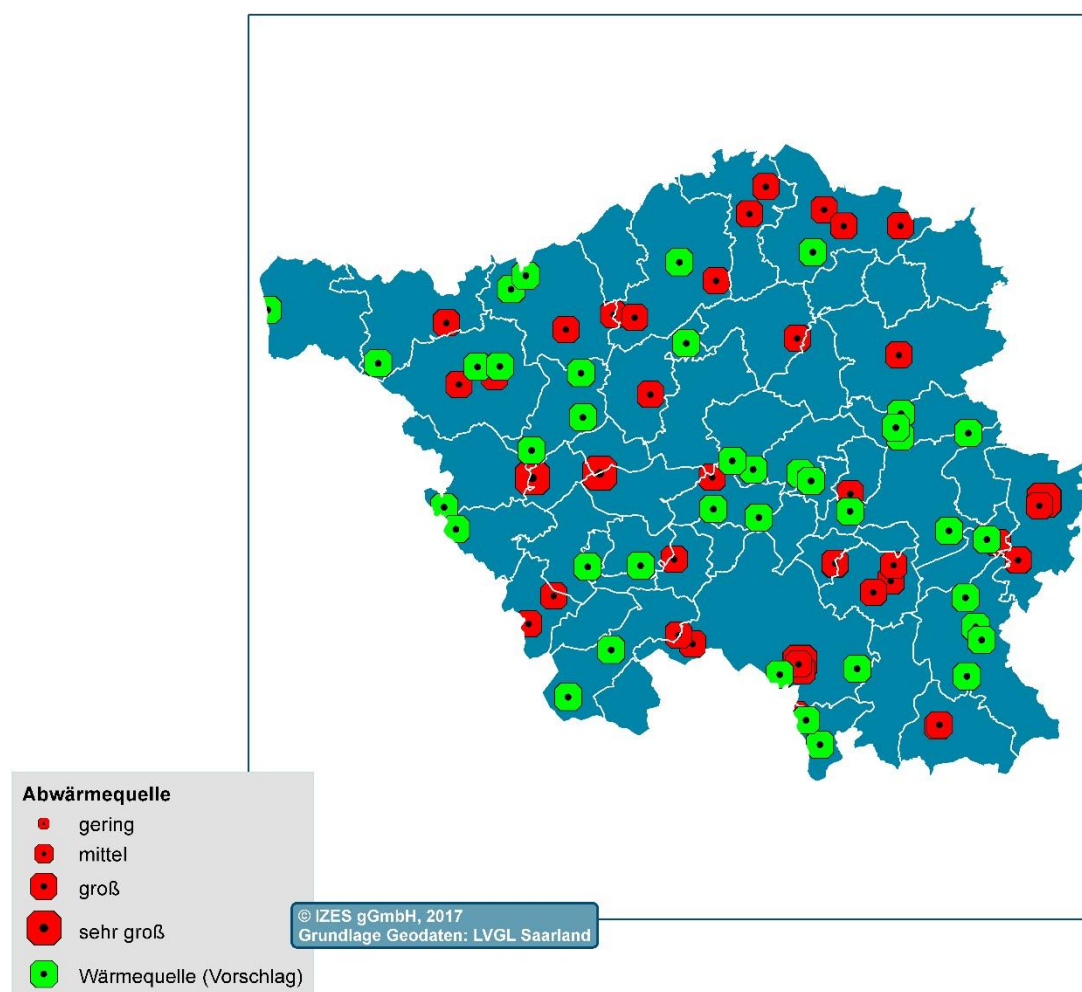 Abwärmequelle
gering
mittel
groß
sehr groß
Wärmequelle (Vorschlag)
© IZES gGmbH, 2017
Grundlage Geodaten: LVGL Saarland